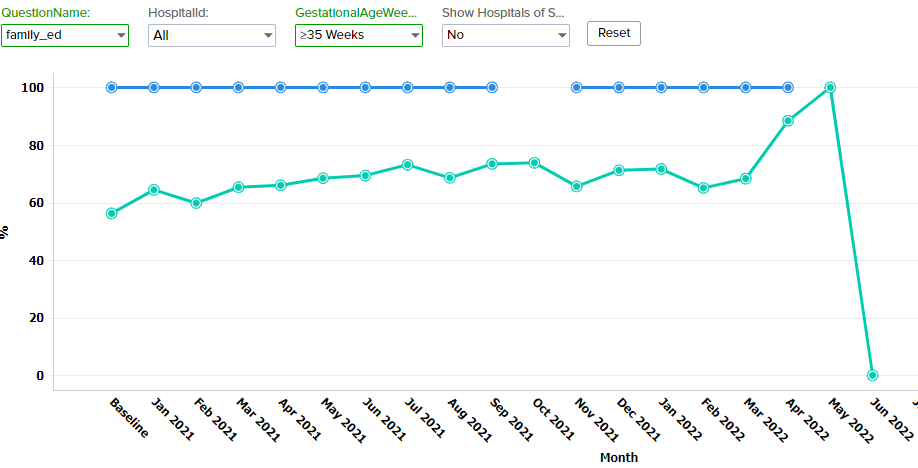 QuestionName:
HospitalId:
GestationalAgeWee...
Show Hospitals of S...
family_ed
All
≥35 Weeks
No
Reset
100
80
60
40
20
0
%
Baseline
Jan 2021
Feb 2021
Mar 2021
Apr 2021
May 2021
Jun 2021
Jul 2021
Aug 2021
Sep 2021
Oct 2021
Nov 2021
Dec 2021
Jan 2022
Feb 2022
Mar 2022
Apr 2022
May 2022
Jun 2022
Month